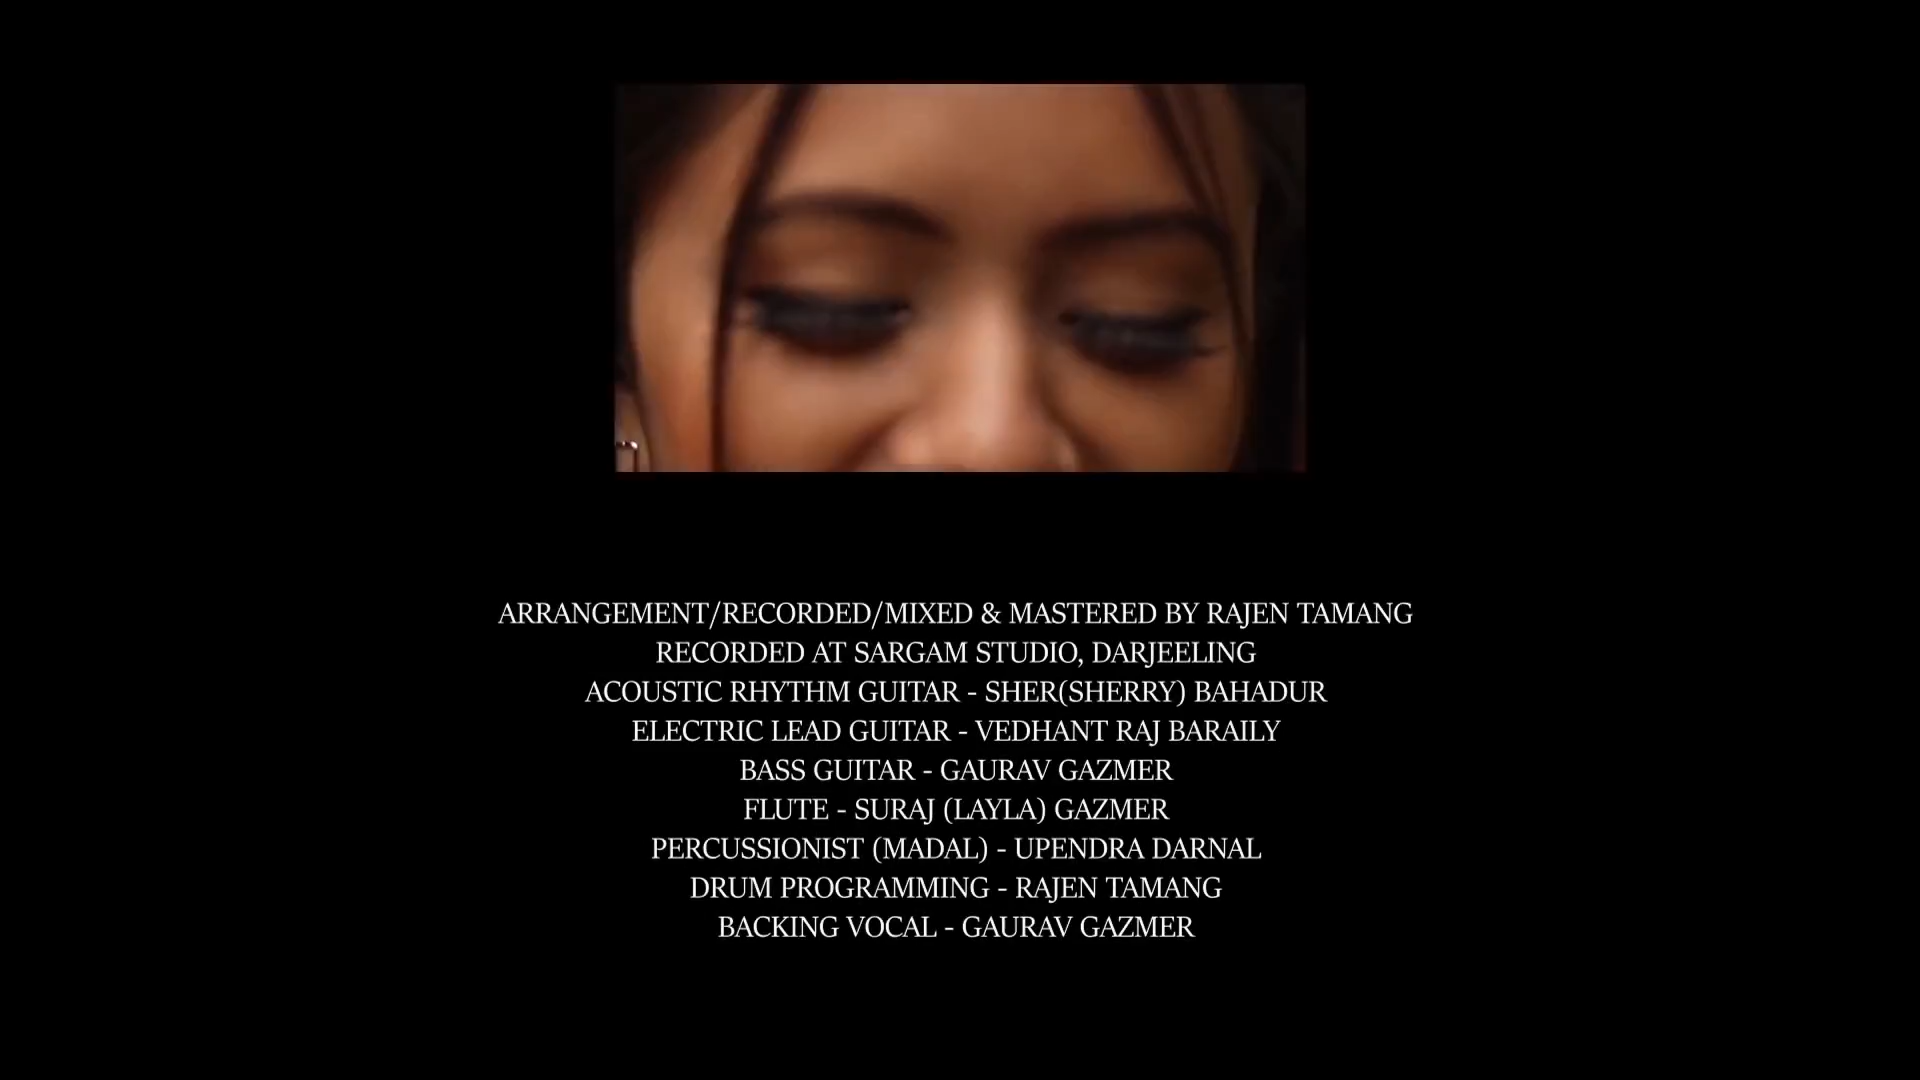 ARRANGEMENT/RECORDED/MIXED & MASTERED BY RAJEN TAMANG
RECORDED AT SARGAM STUDIO, DARJEELING
ACOUSTIC RHYTHM GUITAR - SHER(SHERRY) BAHADUR
ELECTRIC LEAD GUITAR - VEDHANT RAJ BARAILY
BASS GUITAR - GAURAV GAZMER
FLUTE - SURAJ (LAYLA) GAZMER
PERCUSSIONIST (MADAL) - UPENDRA DARNAL
DRUM PROGRAMMING - RAJEN TAMANG
BACKING VOCAL - GAURAV GAZMER